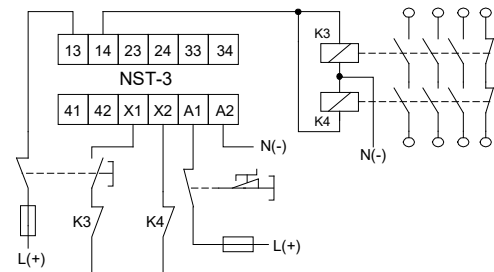 13 14 23 24 33 34
NST-3
41 42 X1 X2 A1 A2
K3
K4
N(-)
N(-)
K3
K4
L(+)
L(+)